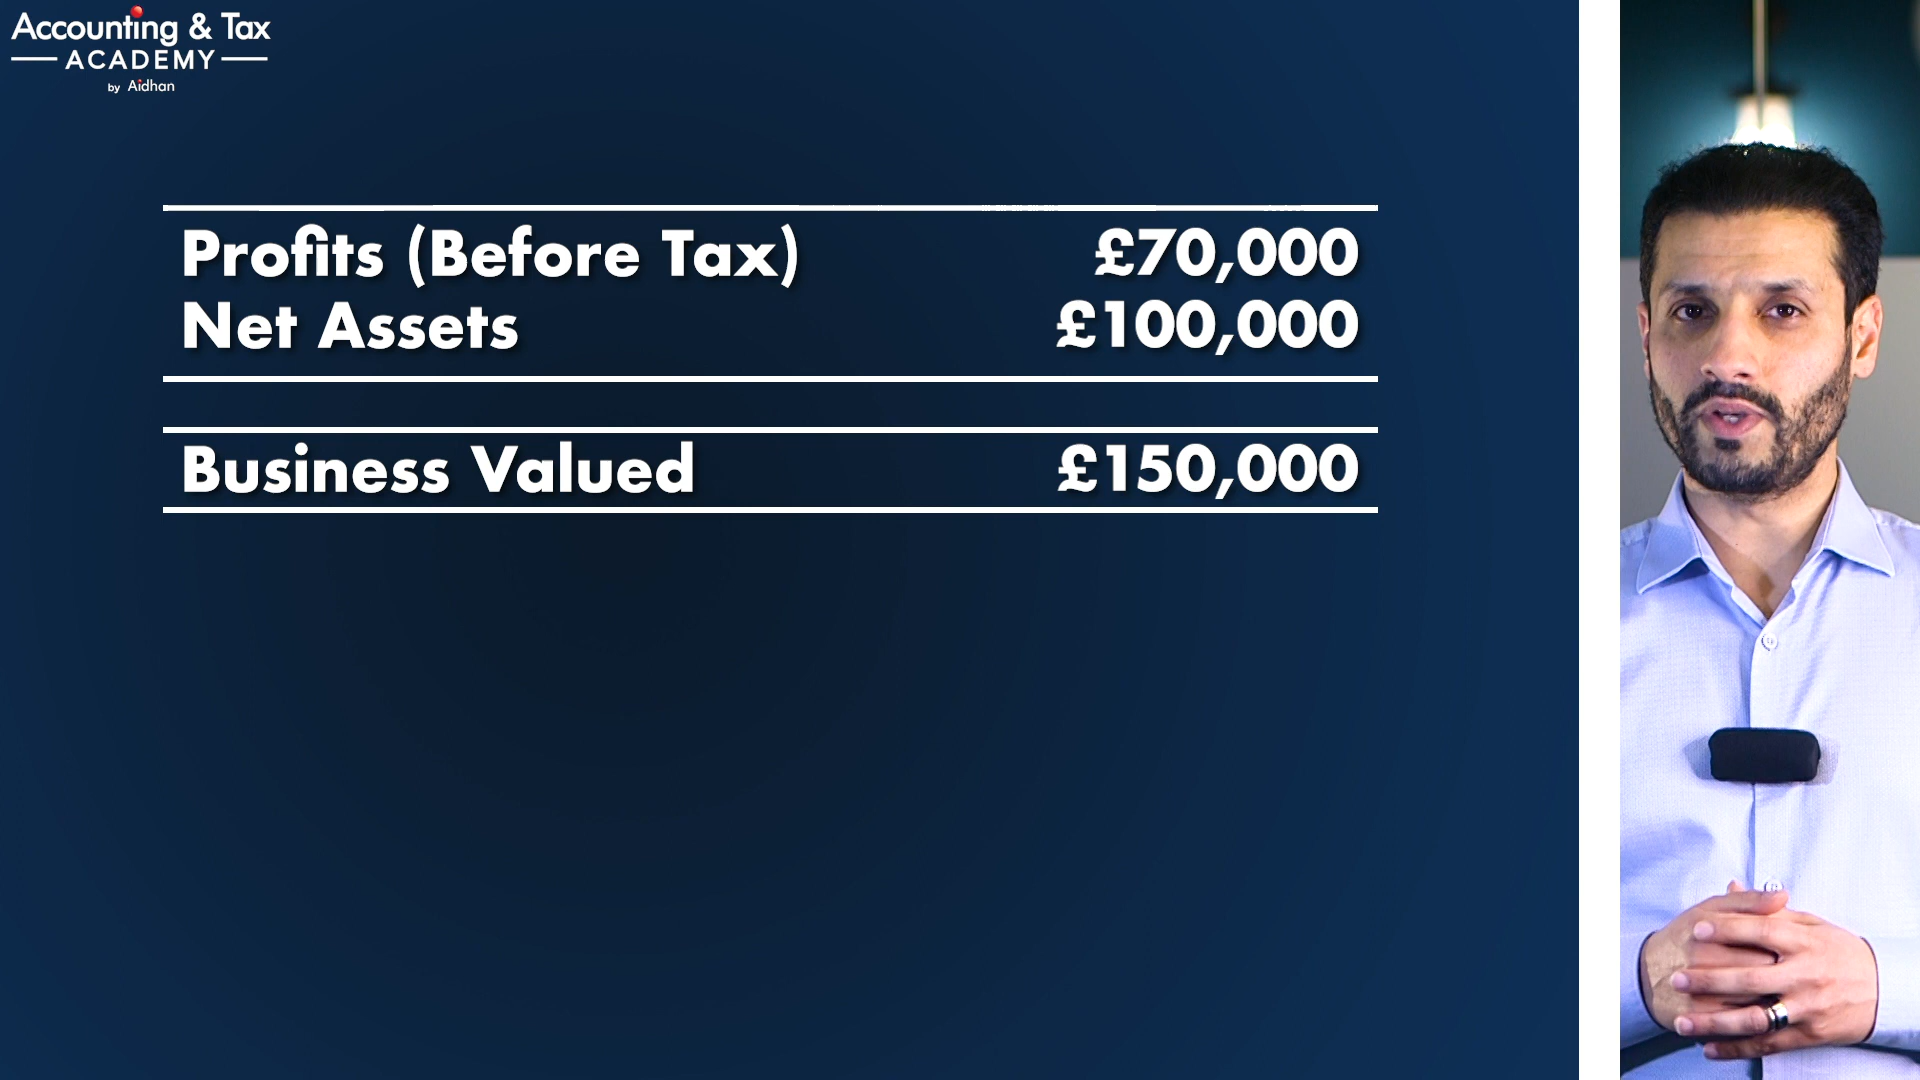 Accounting & Tax
ACADEMY
by Aidhan
Profits (Before Tax) £70,000
Net Assets £100,000
Business Valued £150,000